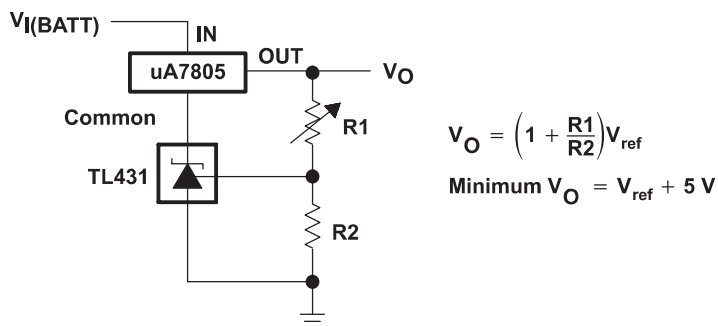 VI(BATT)
IN
uA7805
OUT
VO
Common
R1
TL431
R2
VO = (1 + R1/R2)Vref
Minimum VO = Vref + 5 V